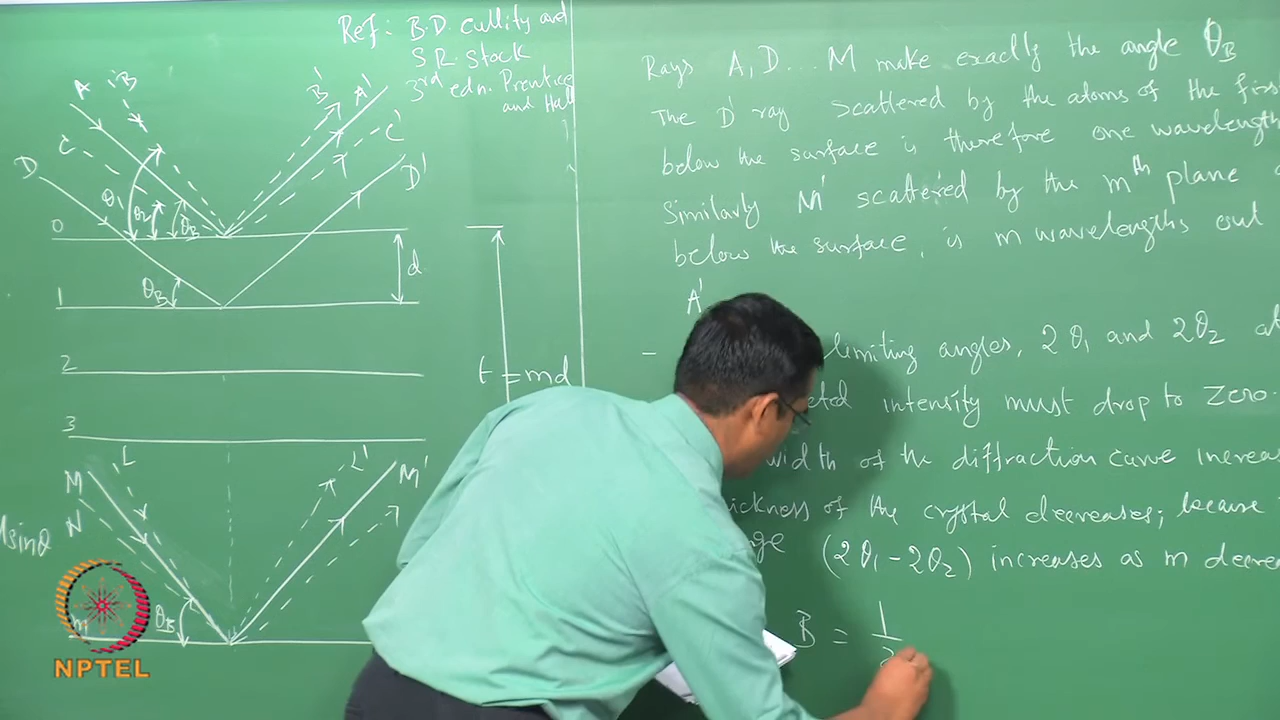 Ref: B.D. Cullity and
S.R. Stock
3rd edn. Prentice
and Hall
A
B
B'
A'
C'
D'
C
D
θ1
θ2
θB
0
d
θB
1
2
t = md
3
M
L
L'
M'
N
dsinθ
θB
m
NPTEL
Rays A, D ... M make exactly the angle θB
The D' ray scattered by the atoms of the first
below the surface is therefore one wavelength
Similarly M' scattered by the mth plane
below the surface, is m wavelengths out
A'
- limiting angles, 2θ1 and 2θ2
intensity must drop to zero.
width of the diffraction curve
of the crystal decreases; because
(2θ1 - 2θ2) increases as m
B = 1